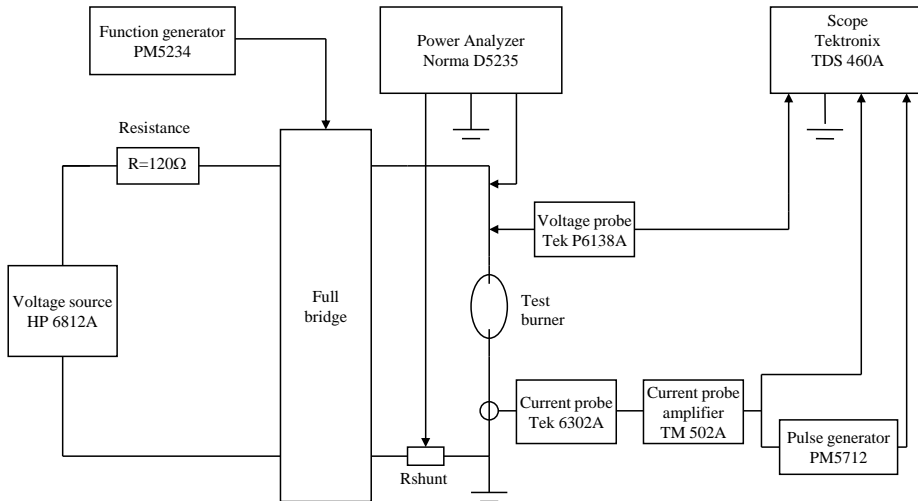 Function generator
PM5234
Power Analyzer
Norma D5235
Scope
Tektronix
TDS 460A
Resistance
R=120Ω
Voltage probe
Tek P6138A
Voltage source
HP 6812A
Full
bridge
Test
burner
Current probe
Tek 6302A
Current probe
amplifier
TM 502A
Pulse generator
PM5712
Rshunt